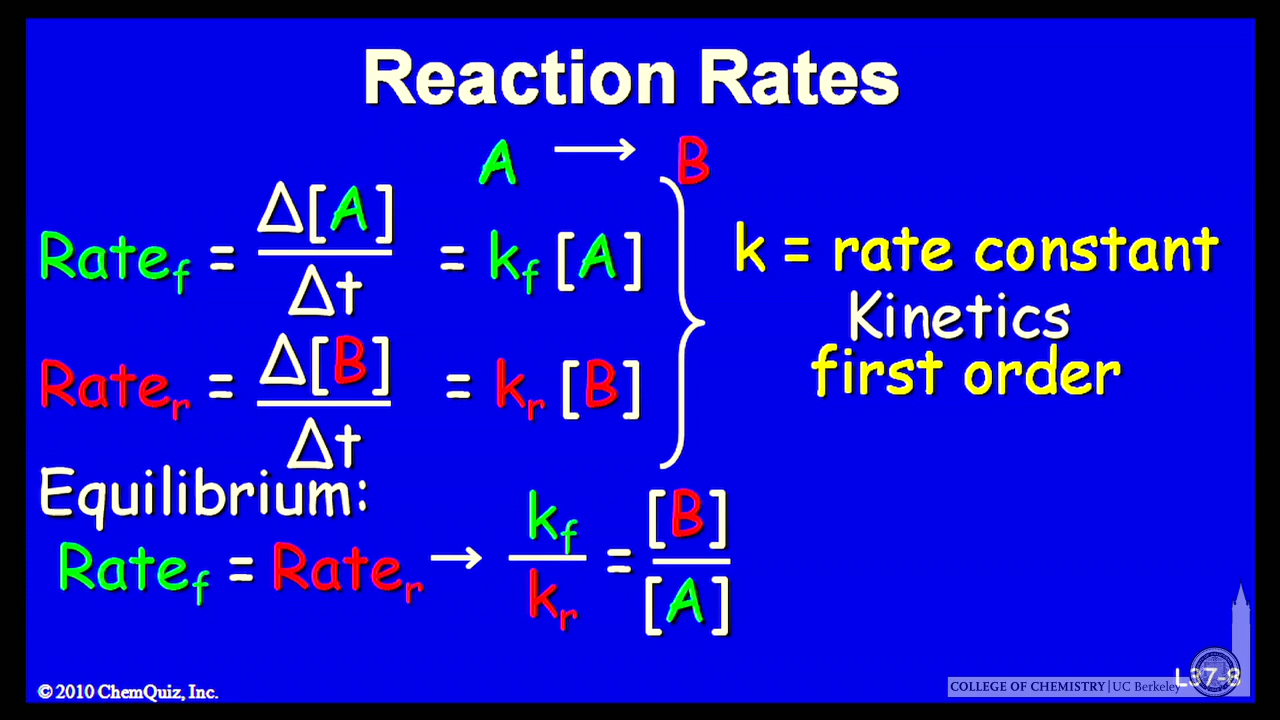 Reaction Rates
A → B
Rate_f = Δ[A]/Δt = k_f [A]
k = rate constant
Kinetics
first order
Rate_r = Δ[B]/Δt = k_r [B]
Equilibrium:
Rate_f = Rate_r → k_f/k_r = [B]/[A]
© 2010 ChemQuiz, Inc.
COLLEGE OF CHEMISTRY | UC Berkeley
L37-8